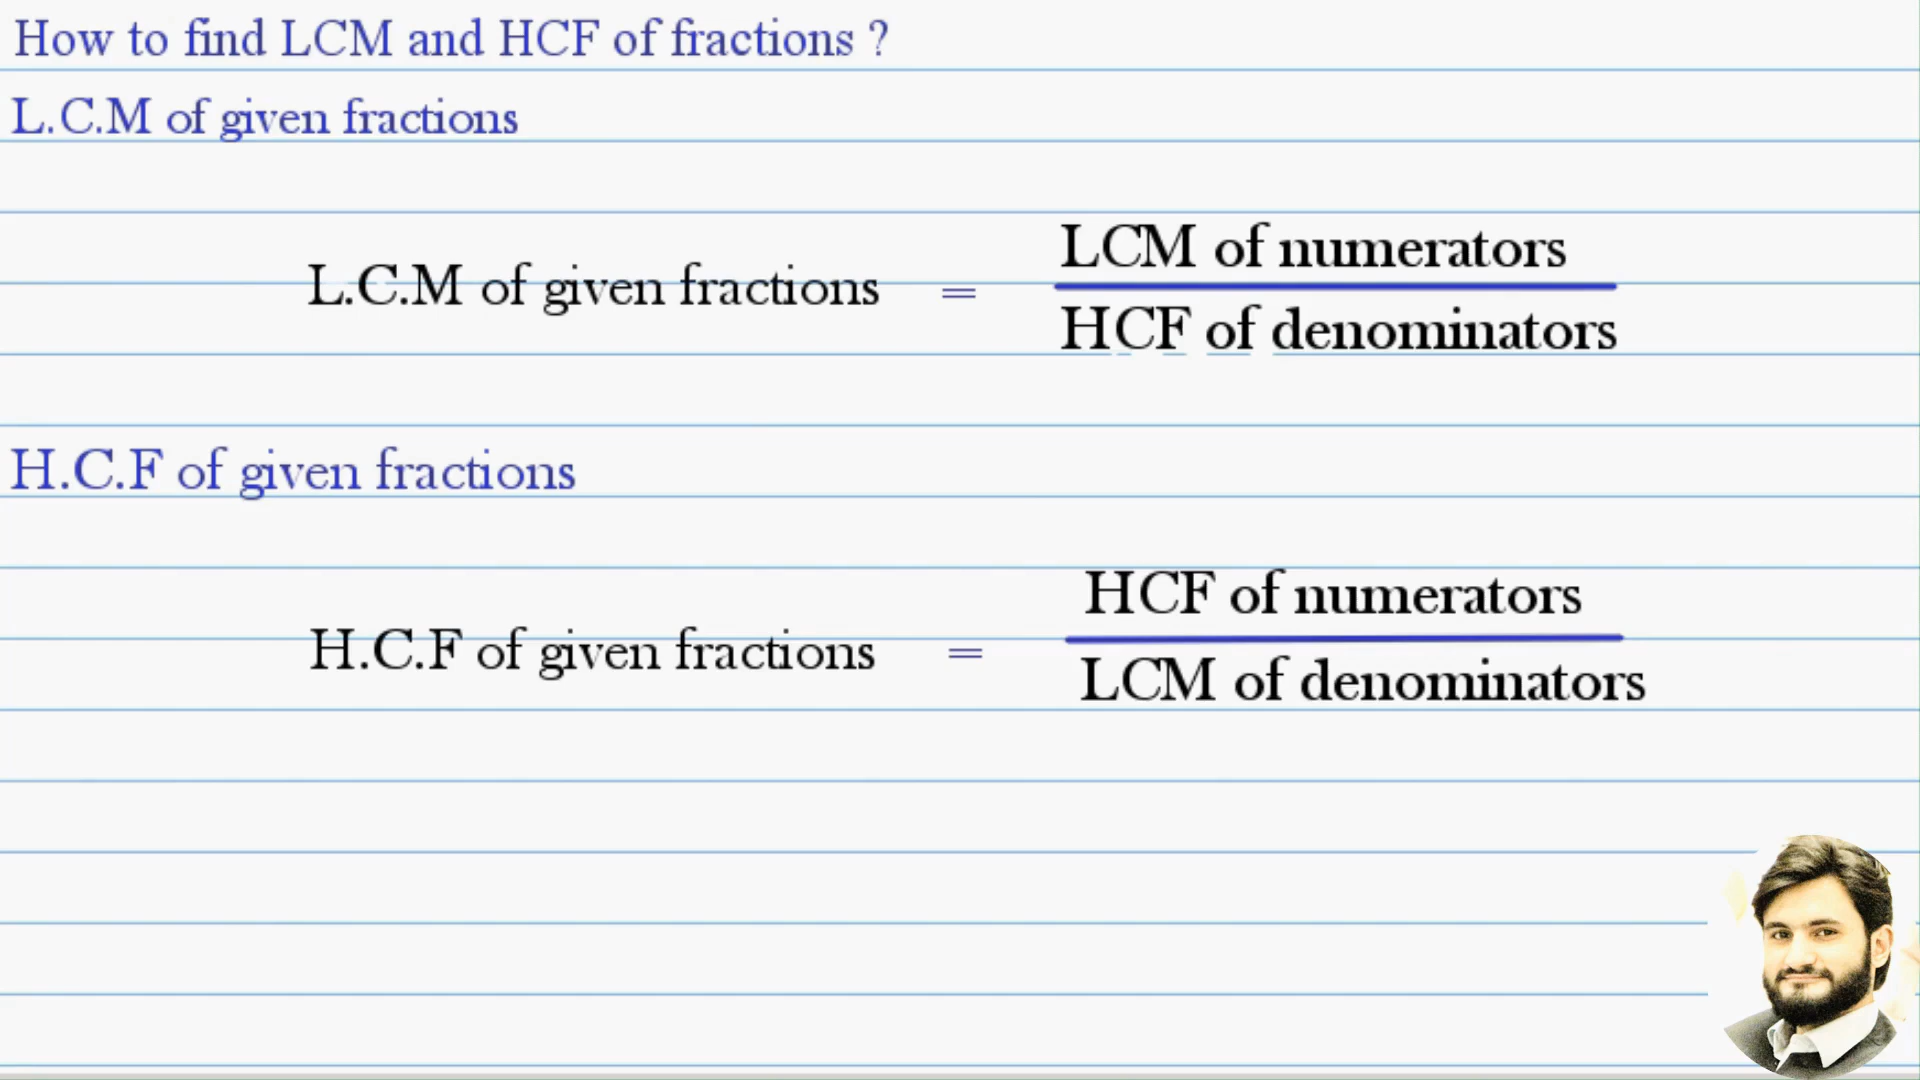 How to find LCM and HCF of fractions ?
L.C.M of given fractions
L.C.M of given fractions = LCM of numerators
HCF of denominators
H.C.F of given fractions
H.C.F of given fractions = HCF of numerators
LCM of denominators